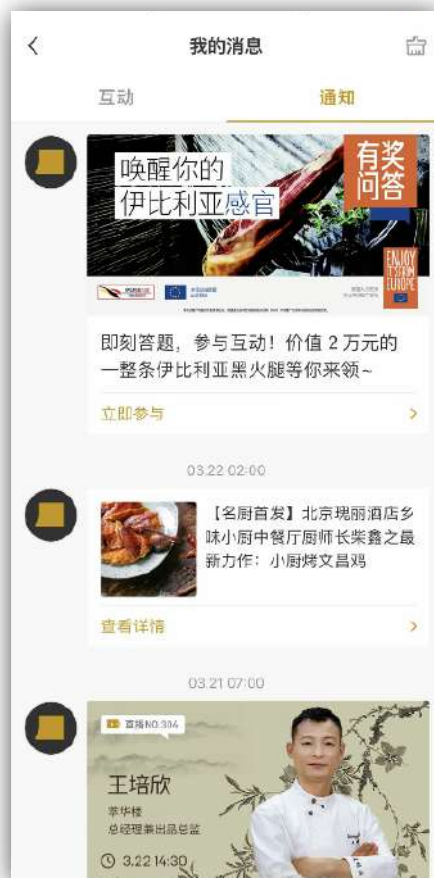 我的消息
互动
通知
唤醒你的
伊比利亚感官
有奖
问答
ENJOY
IT'S FROM
EUROPE
即刻答题，参与互动！价值 2 万元的
一整条伊比利亚黑火腿等你来领~
立即参与
03.22 02:00
【名厨首发】北京瑰丽酒店乡
味小厨中餐厅厨师长柴鑫之最
新力作：小厨烤文昌鸡
查看详情
03.21 07:00
直播NO.304
王培欣
萃华楼
总经理兼出品总监
3.22 14:30